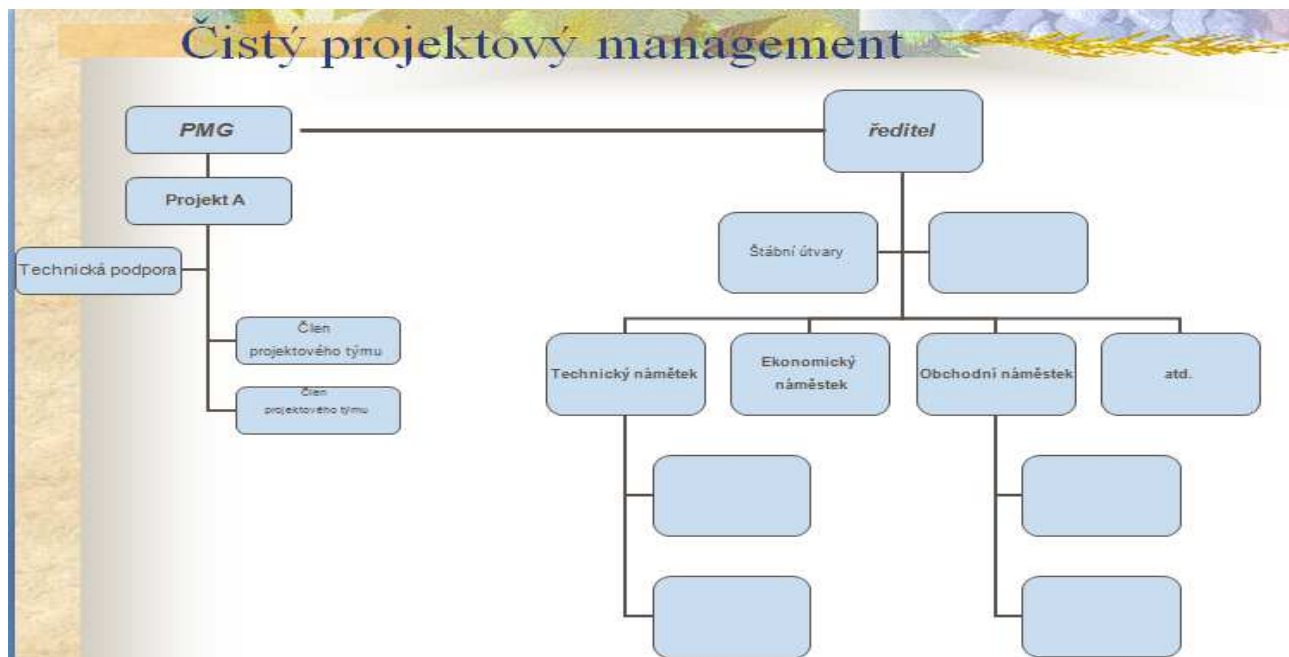 Čistý projektový management
PMG
ředitel
Projekt A
Technická podpora
Štábní útvary
Člen
projektového týmu
Člen
projektového týmu
Technický námětek
Ekonomický
náměstek
Obchodní náměstek
atd.